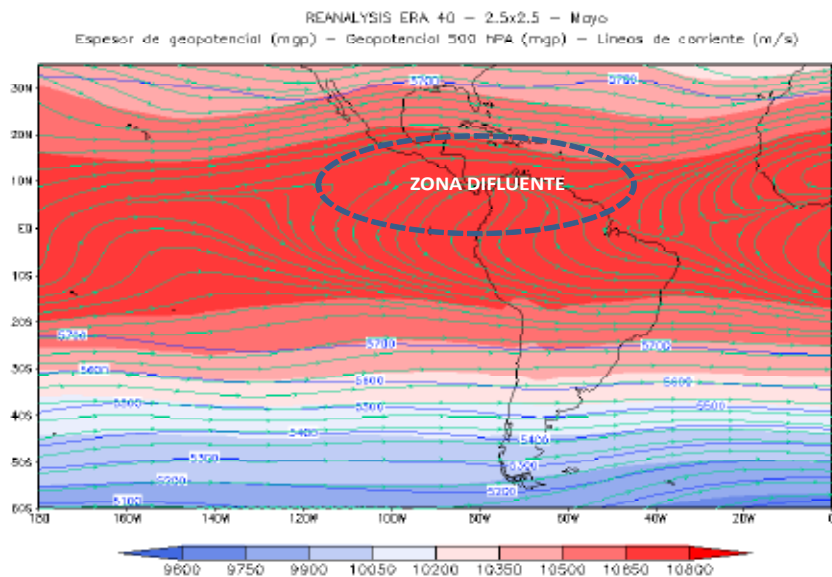 REANALYSIS ERA 40 - 2.5x2.5 - Mayo
Espesor de geopotencial (mgp) - Geopotencial 500 hPA (mgp) - Lineas de corriente (m/s)
30N
20N
10N
EQ
10S
20S
30S
40S
50S
60S
5700
5700
ZONA DIFLUENTE
5700
5700
5700
5600
5600
5600
5500
5500
5500
5400
5400
5300
5300
5200
5200
5100
180
160W
140W
120W
100W
80W
60W
40W
20W
0
9600
9750
9900
10050
10200
10350
10500
10650
10800